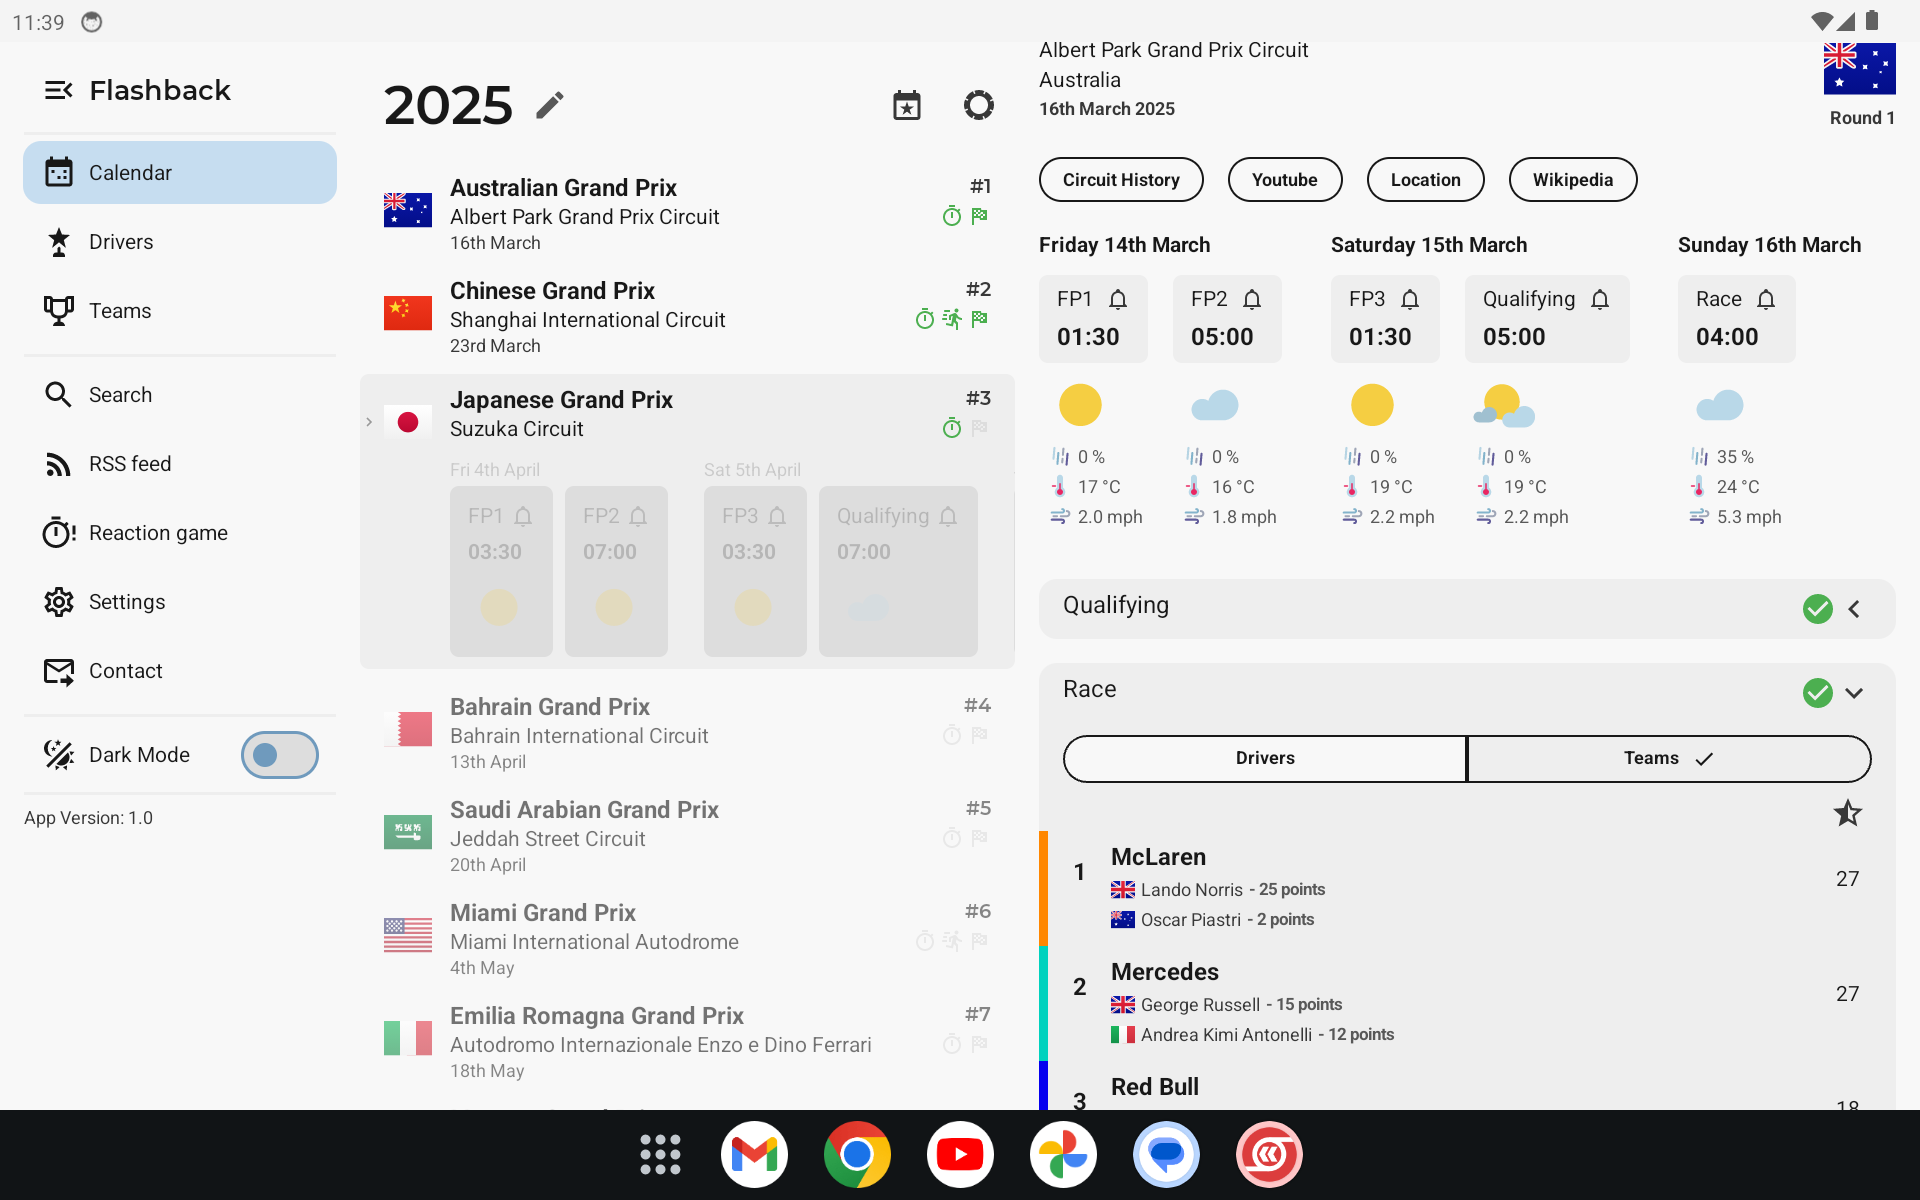 11:39
Flashback
Calendar
Drivers
Teams
Search
RSS feed
Reaction game
Settings
Contact
Dark Mode
App Version: 1.0
2025
Australian Grand Prix
#1
Albert Park Grand Prix Circuit
16th March
Chinese Grand Prix
#2
Shanghai International Circuit
23rd March
Japanese Grand Prix
#3
Suzuka Circuit
Fri 4th April
Sat 5th April
FP1
FP2
FP3
Qualifying
03:30
07:00
03:30
07:00
Bahrain Grand Prix
#4
Bahrain International Circuit
13th April
Saudi Arabian Grand Prix
#5
Jeddah Street Circuit
20th April
Miami Grand Prix
#6
Miami International Autodrome
4th May
Emilia Romagna Grand Prix
#7
Autodromo Internazionale Enzo e Dino Ferrari
18th May
Albert Park Grand Prix Circuit
Australia
16th March 2025
Round 1
Circuit History
Youtube
Location
Wikipedia
Friday 14th March
Saturday 15th March
Sunday 16th March
FP1
FP2
FP3
Qualifying
Race
01:30
05:00
01:30
05:00
04:00
0 %
0 %
0 %
0 %
35 %
17 °C
16 °C
19 °C
19 °C
24 °C
2.0 mph
1.8 mph
2.2 mph
2.2 mph
5.3 mph
Qualifying
Race
Drivers
Teams
1
McLaren
27
Lando Norris - 25 points
Oscar Piastri - 2 points
2
Mercedes
27
George Russell - 15 points
Andrea Kimi Antonelli - 12 points
3
Red Bull
18